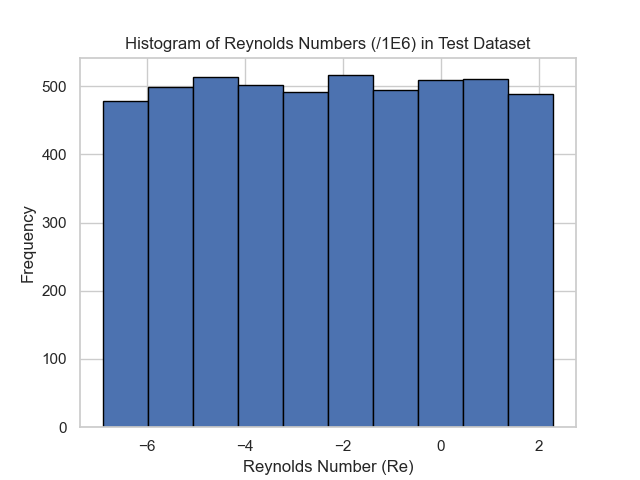 Histogram of Reynolds Numbers (/1E6) in Test Dataset
500
400
300
200
100
0
Frequency
−6 −4 −2 0 2
Reynolds Number (Re)